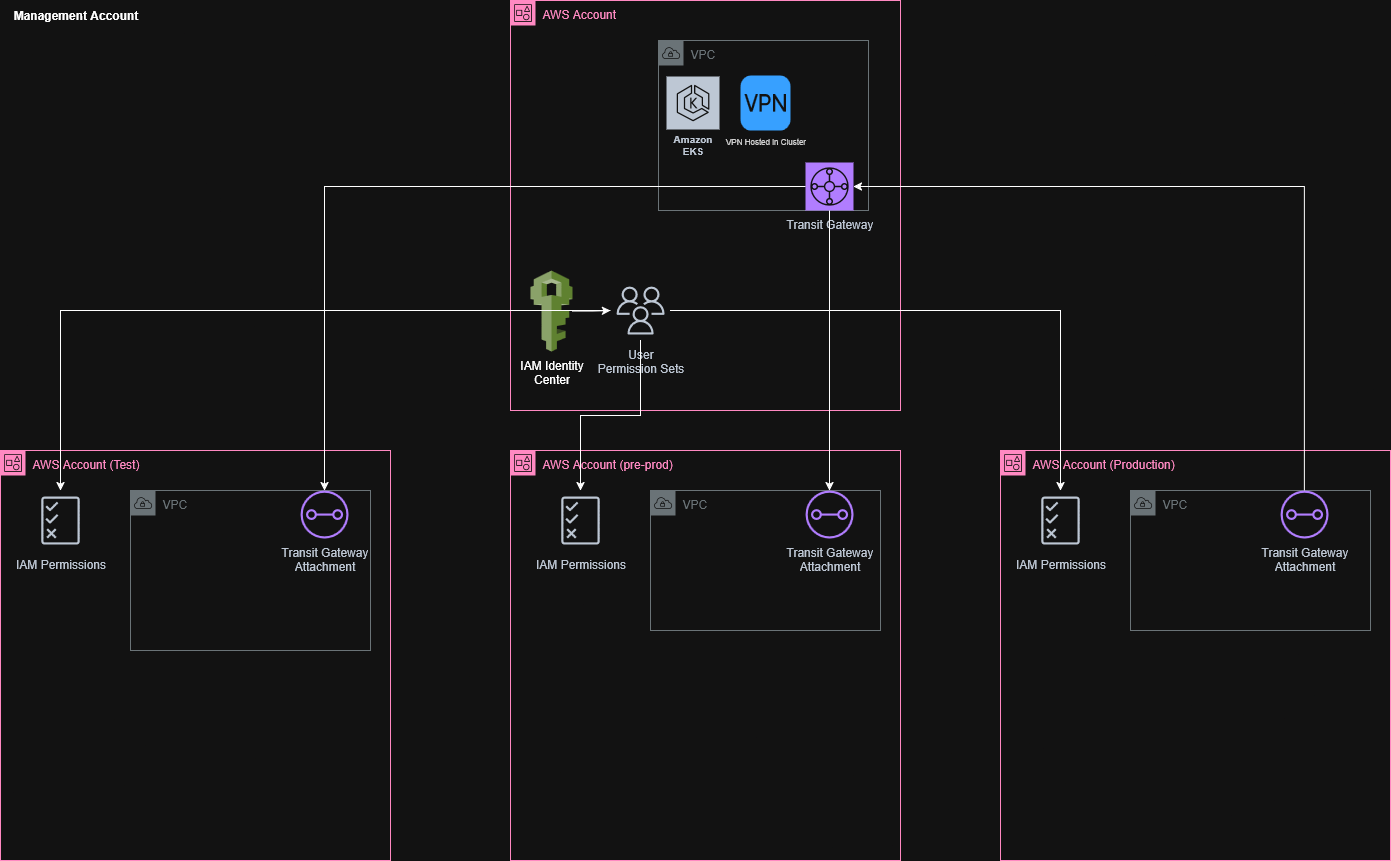 Management Account
AWS Account
VPC
VPN
Amazon
EKS
VPN Hosted in Cluster
Transit Gateway
IAM Identity
Center
User
Permission Sets
AWS Account (Test)
IAM Permissions
VPC
Transit Gateway
Attachment
AWS Account (pre-prod)
IAM Permissions
VPC
Transit Gateway
Attachment
AWS Account (Production)
IAM Permissions
VPC
Transit Gateway
Attachment